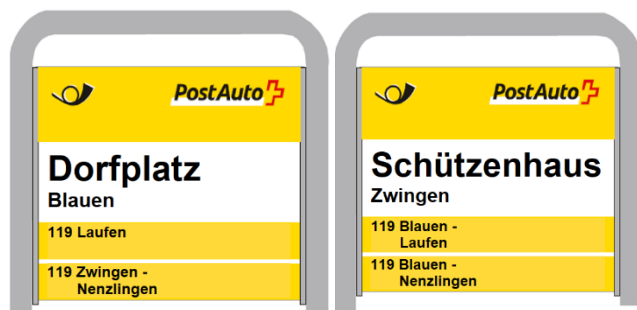 PostAuto
Dorfplatz
Blauen
119 Laufen
119 Zwingen -
Nenzlingen
PostAuto
Schützenhaus
Zwingen
119 Blauen -
Laufen
119 Blauen -
Nenzlingen